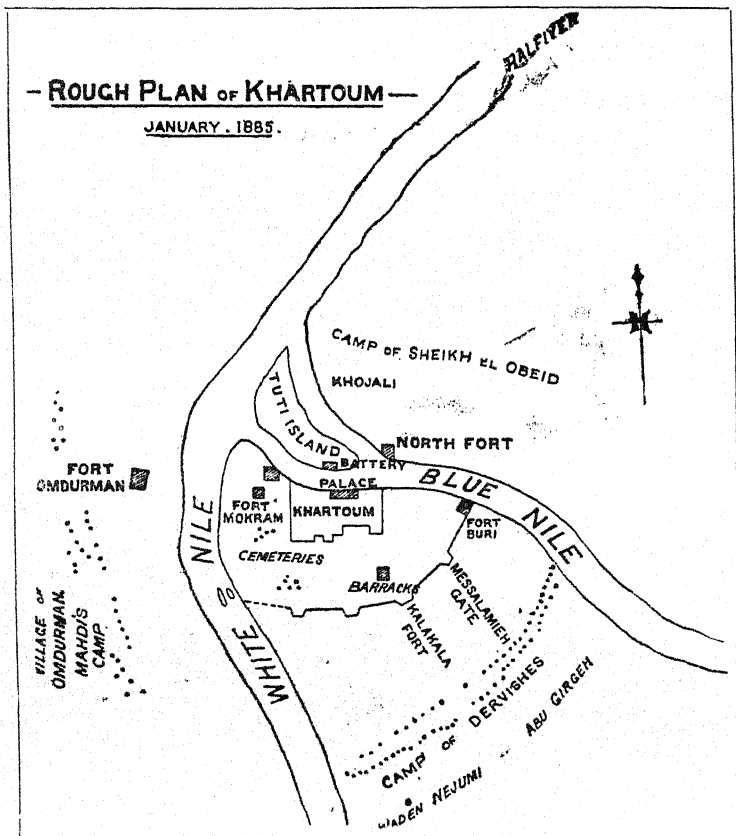 HALFIYEH
- ROUGH PLAN OF KHARTOUM -
JANUARY. 1885.
CAMP OF SHEIKH EL OBEID
KHOJALI
TUTI ISLAND
NORTH FORT
BATTERY
FORT
OMDURMAN
PALACE
BLUE NILE
FORT
MOKRAM
KHARTOUM
FORT
BURI
WHITE NILE
CEMETERIES
BARRACKS
MESSALAMIEH
GATE
KALAKALA
FORT
VILLAGE OF
OMDURMAN,
MAHDIS
CAMP
CAMP OF DERVISHES
WADEN NEJUMI
ABU GIRGEH